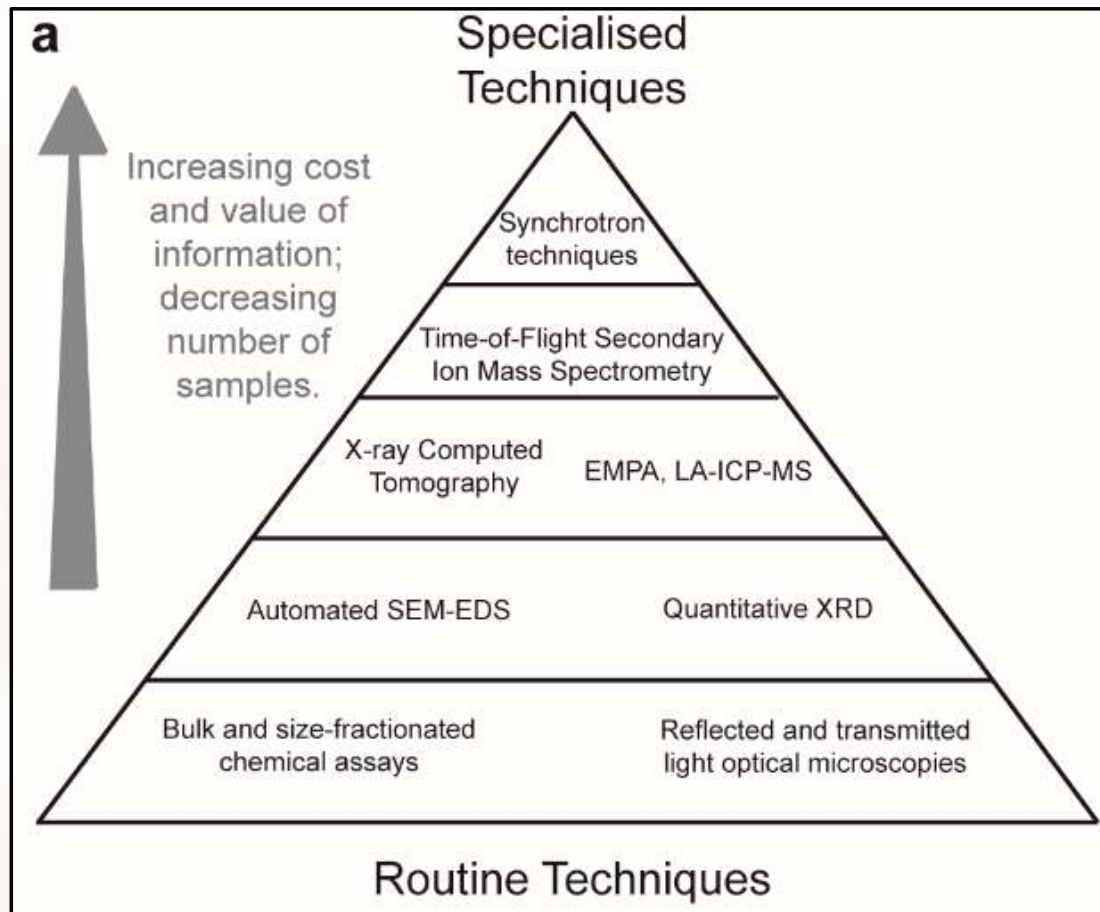 a
Specialised
Techniques
Increasing cost
and value of
information;
decreasing
number of
samples.
Synchrotron
techniques
Time-of-Flight Secondary
Ion Mass Spectrometry
X-ray Computed
Tomography
EMPA, LA-ICP-MS
Automated SEM-EDS
Quantitative XRD
Bulk and size-fractionated
chemical assays
Reflected and transmitted
light optical microscopies
Routine Techniques